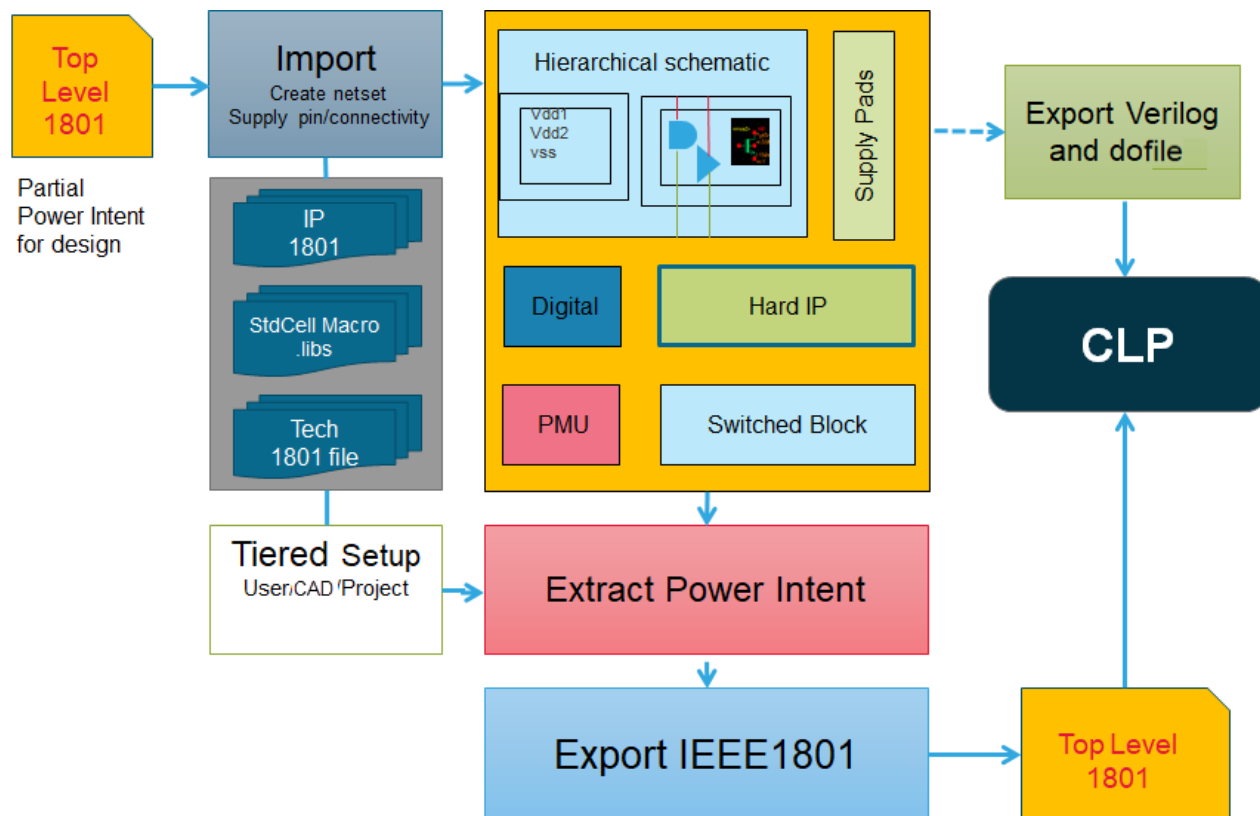 Top
Level
1801
Partial
Power Intent
for design
Import
Create netset
Supply pin/connectivity
IP
1801
StdCell Macro
.libs
Tech
1801 file
Tiered Setup
User/CAD/Project
Hierarchical schematic
Vdd1
Vdd2
vss
Supply Pads
Digital
Hard IP
PMU
Switched Block
Extract Power Intent
Export IEEE1801
Export Verilog
and dofile
CLP
Top Level
1801